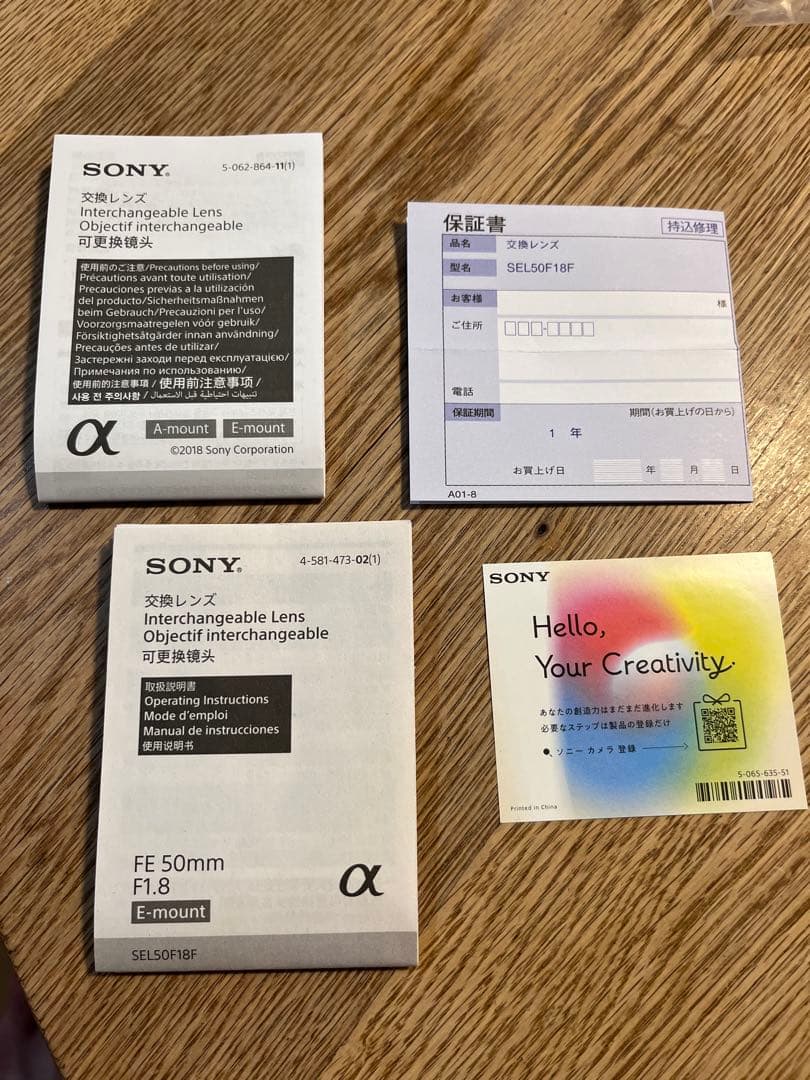 SONY®
5-062-864-11(1)
交換レンズ
Interchangeable Lens
Objectif interchangeable
可更换镜头
使用前のご注意/Precautions before using/
Précautions avant toute utilisation/
Precauciones previas a la utilización
del producto/Sicherheitsmaßnahmen
beim Gebrauch/Precauzioni per l'uso/
Voorzorgsmaatregelen vóór gebruik/
Försiktighetsåtgärder innan användning/
Precauções antes de utilizar/
Застережні заходи перед експлуатацією/
Примечания по использованию/
使用前的注意事項 / 使用前注意事项 /
사용 전 주의사항/ تنبيهات احتياطية قبل الاستعمال/
α
A-mount
E-mount
©2018 Sony Corporation
保証書
持込修理
品名
交換レンズ
型名
SEL50F18F
お客様
様
ご住所
電話
保証期間
期間(お買上げの日から)
1 年
お買上げ日
年
月
日
A01-8
SONY®
4-581-473-02(1)
交換レンズ
Interchangeable Lens
Objectif interchangeable
可更换镜头
取扱説明書
Operating Instructions
Mode d'emploi
Manual de instrucciones
使用说明书
FE 50mm
F1.8
E-mount
α
SEL50F18F
SONY
Hello,
Your Creativity.
あなたの創造力はまだまだ進化します
必要なステップは製品の登録だけ
ソニー カメラ 登録
5-065-635-51
Printed in China